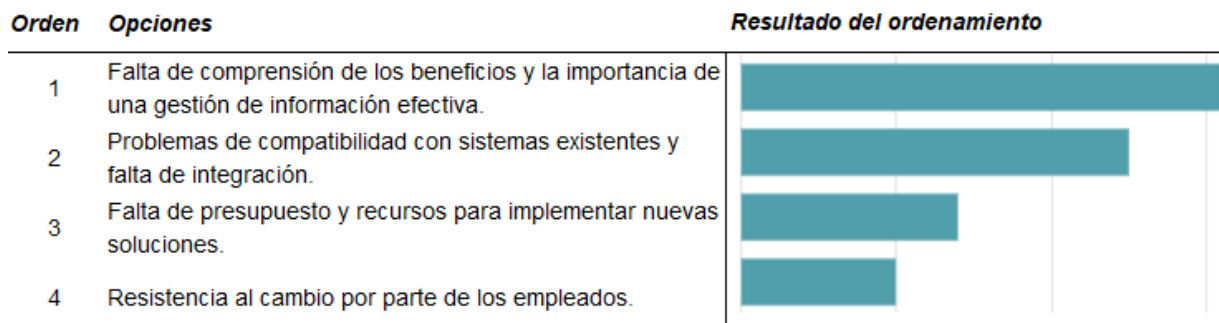 Orden Opciones Resultado del ordenamiento
1 Falta de comprensión de los beneficios y la importancia de
una gestión de información efectiva.
2 Problemas de compatibilidad con sistemas existentes y
falta de integración.
3 Falta de presupuesto y recursos para implementar nuevas
soluciones.
4 Resistencia al cambio por parte de los empleados.